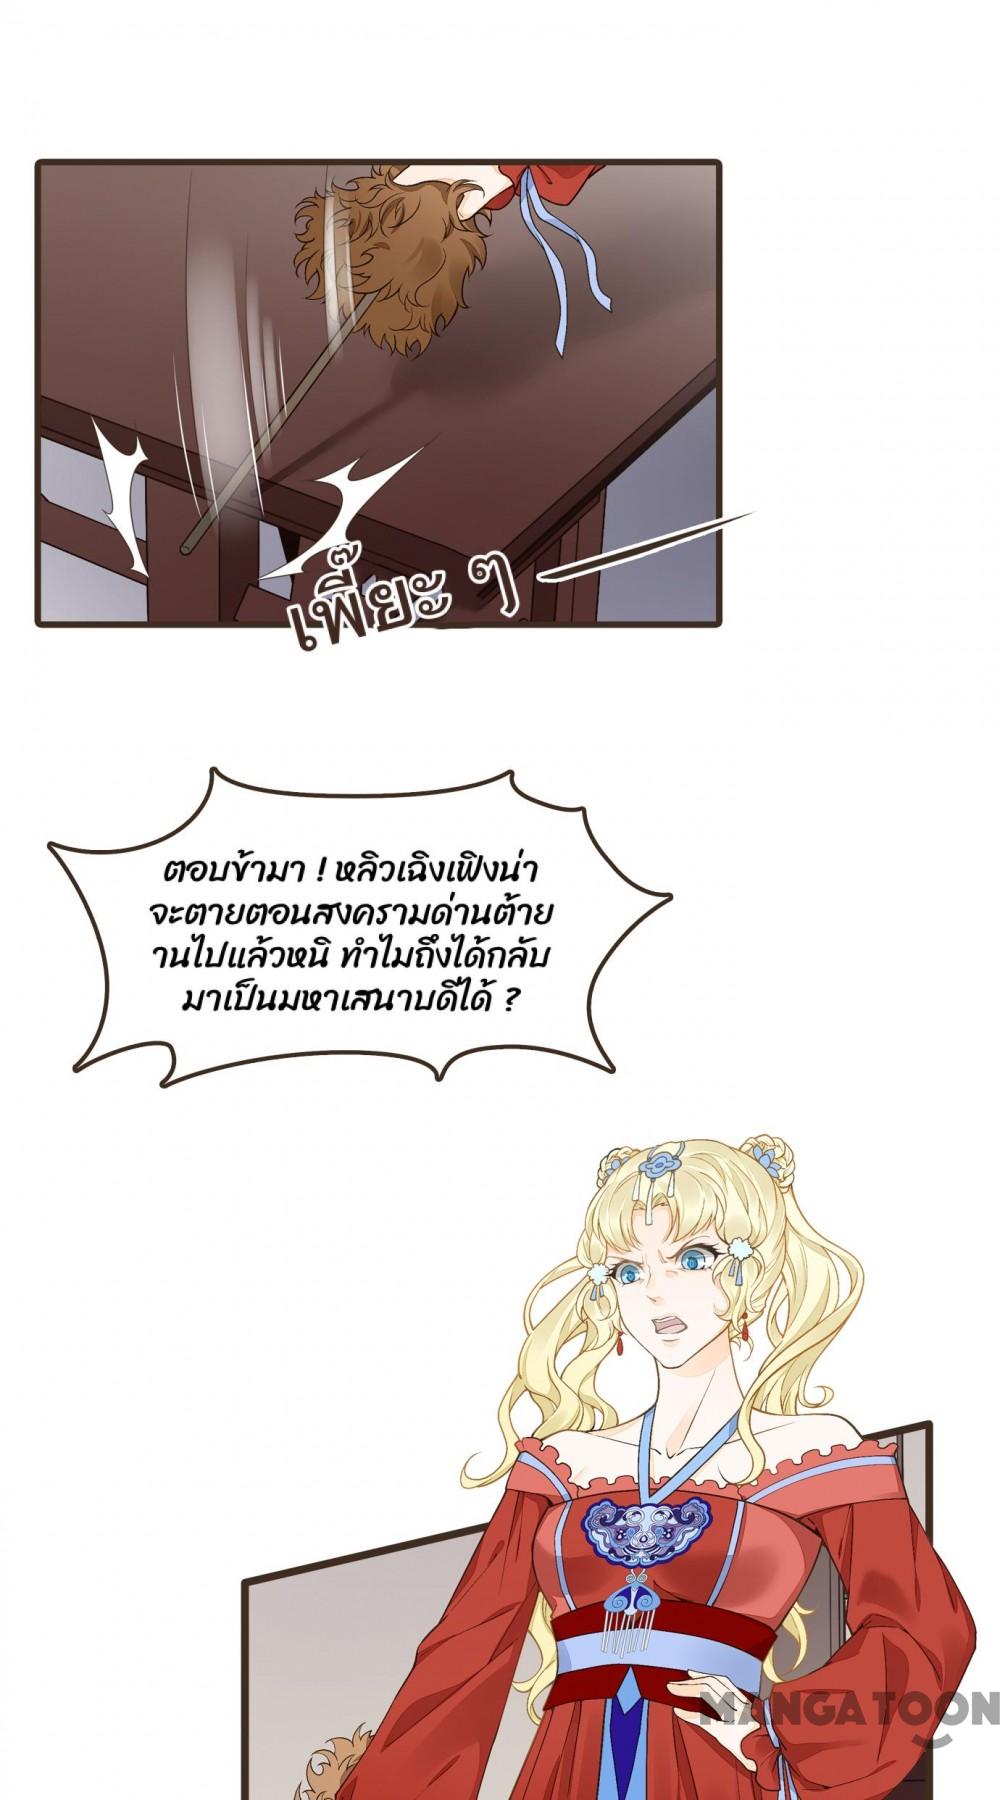 เพี๊ยะ ๆ
ตอบข้ามา ! หลิวเฉิงเฟิงน่า
จะตายตอนสงครามด่านต้าย
านไปแล้วหนิ ทำไมถึงได้กลับ
มาเป็นมหาเสนาบดีได้ ?
MANGATOON